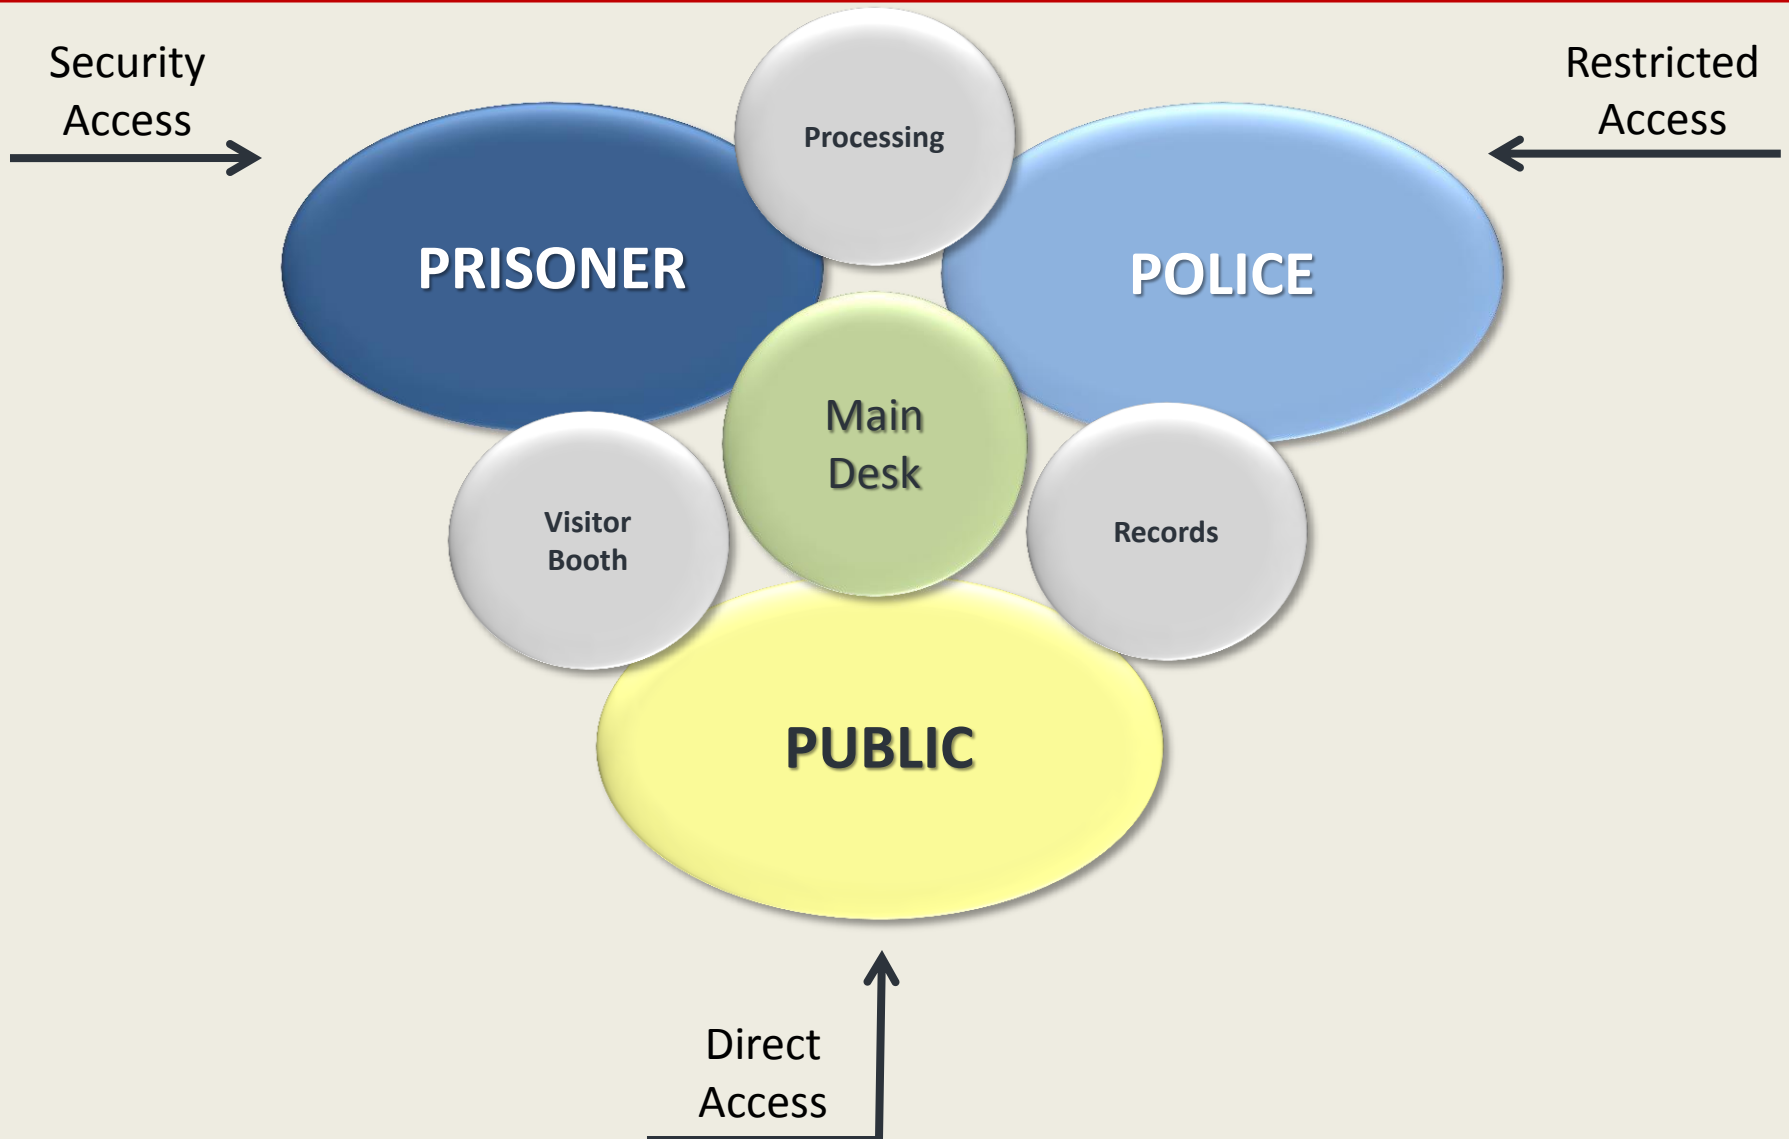 Security
Access
Restricted
Access
Processing
PRISONER
POLICE
Main
Desk
Visitor
Booth
Records
PUBLIC
Direct
Access